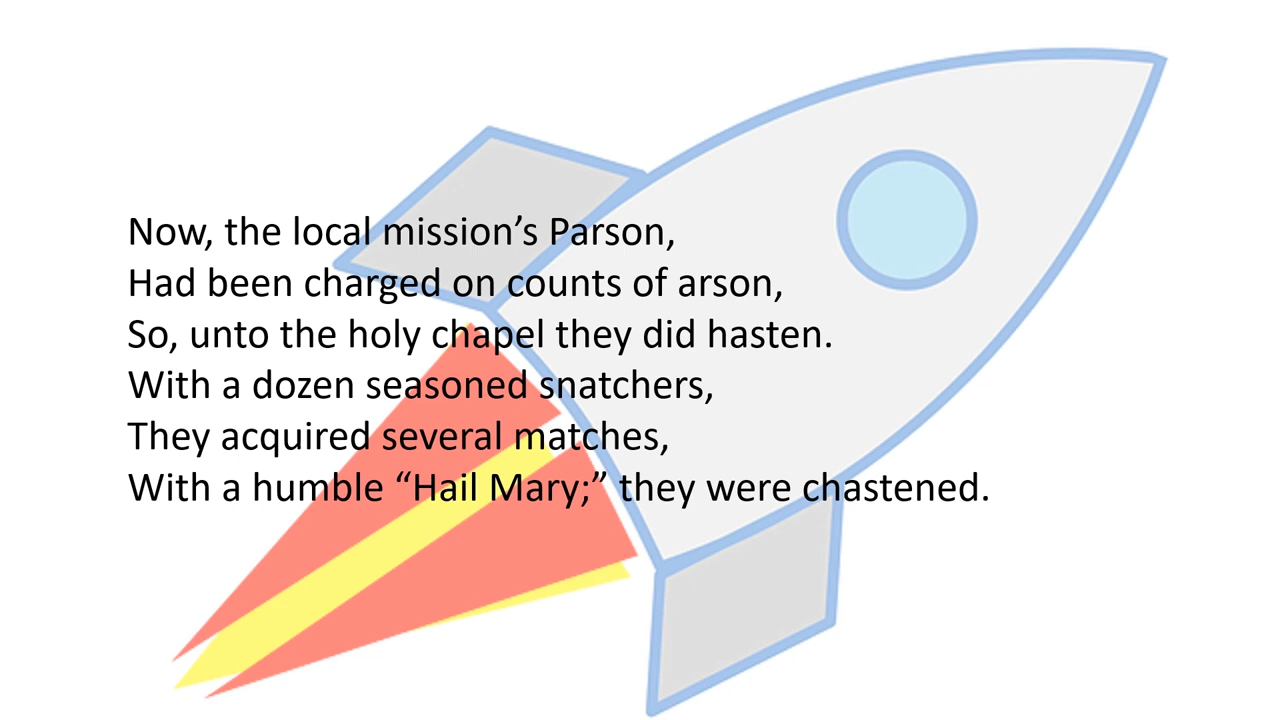 Now, the local mission’s Parson,
Had been charged on counts of arson,
So, unto the holy chapel they did hasten.
With a dozen seasoned snatchers,
They acquired several matches,
With a humble “Hail Mary;” they were chastened.